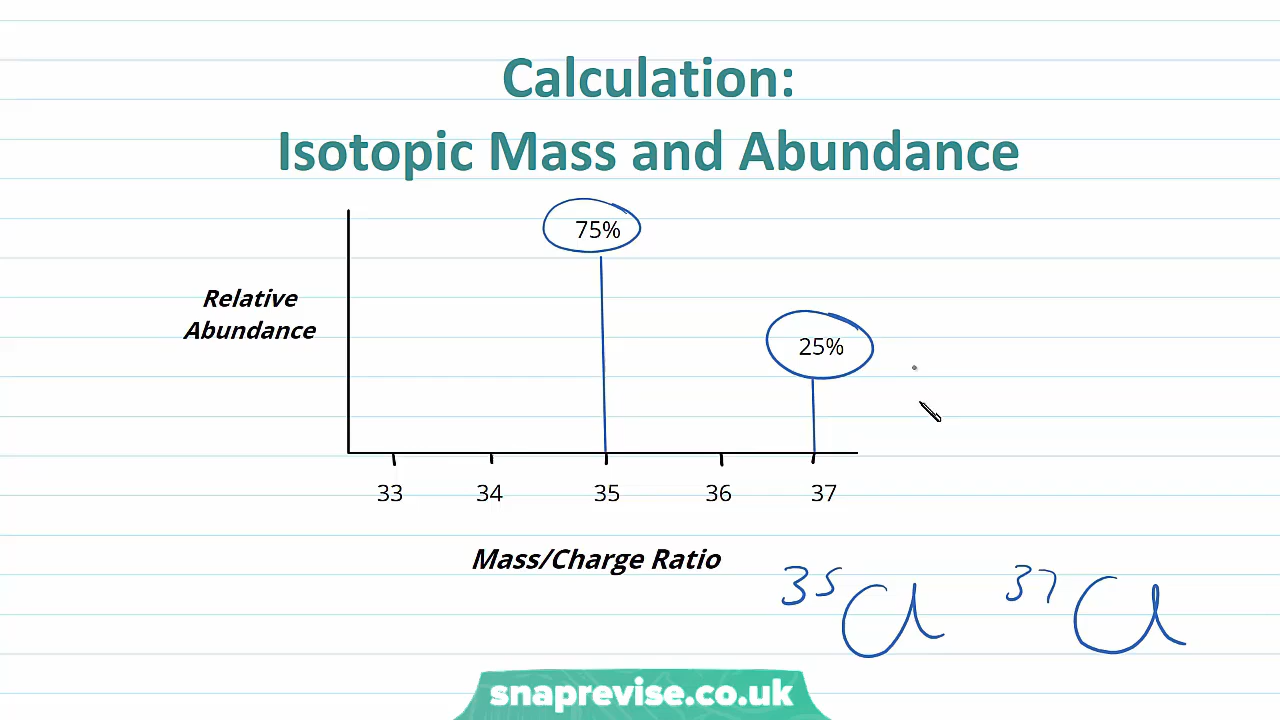 Calculation:
Isotopic Mass and Abundance
75%
Relative
Abundance
25%
33 34 35 36 37
Mass/Charge Ratio
³⁵Cl ³⁷Cl
snaprevise.co.uk